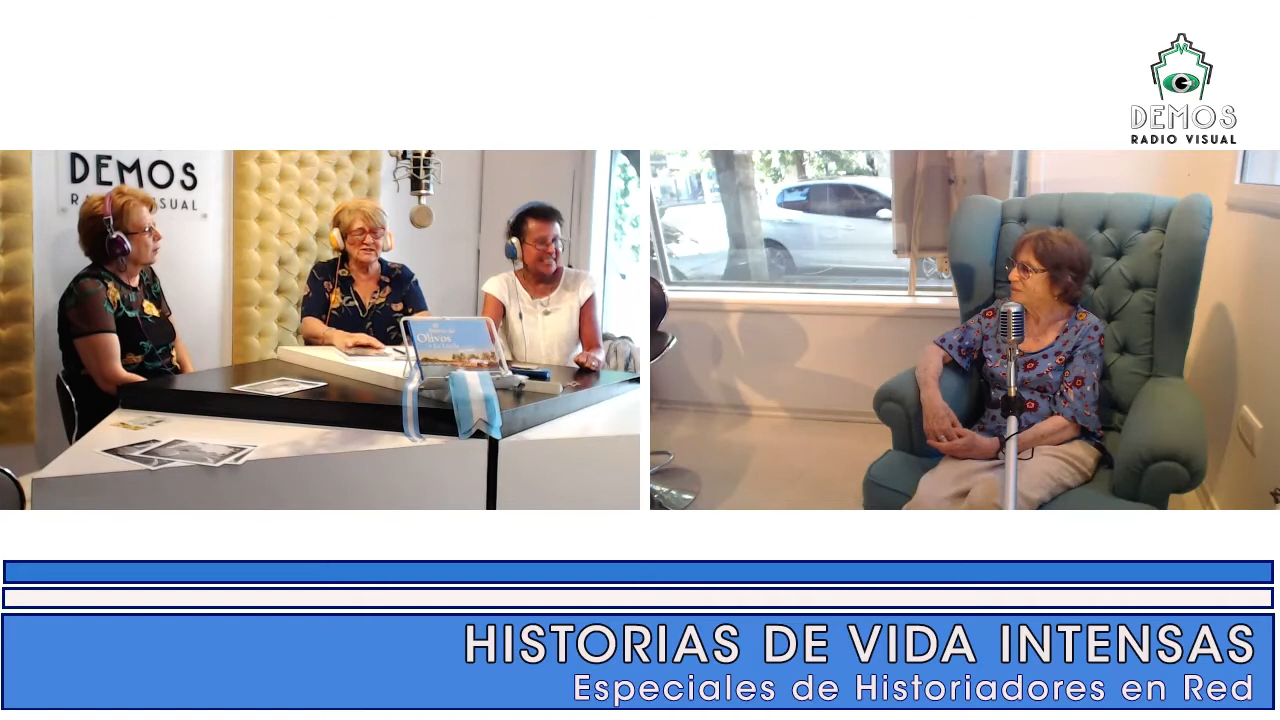 DEMOS
RADIO VISUAL
DEMOS
Olivos
HISTORIAS DE VIDA INTENSAS
Especiales de Historiadores en Red